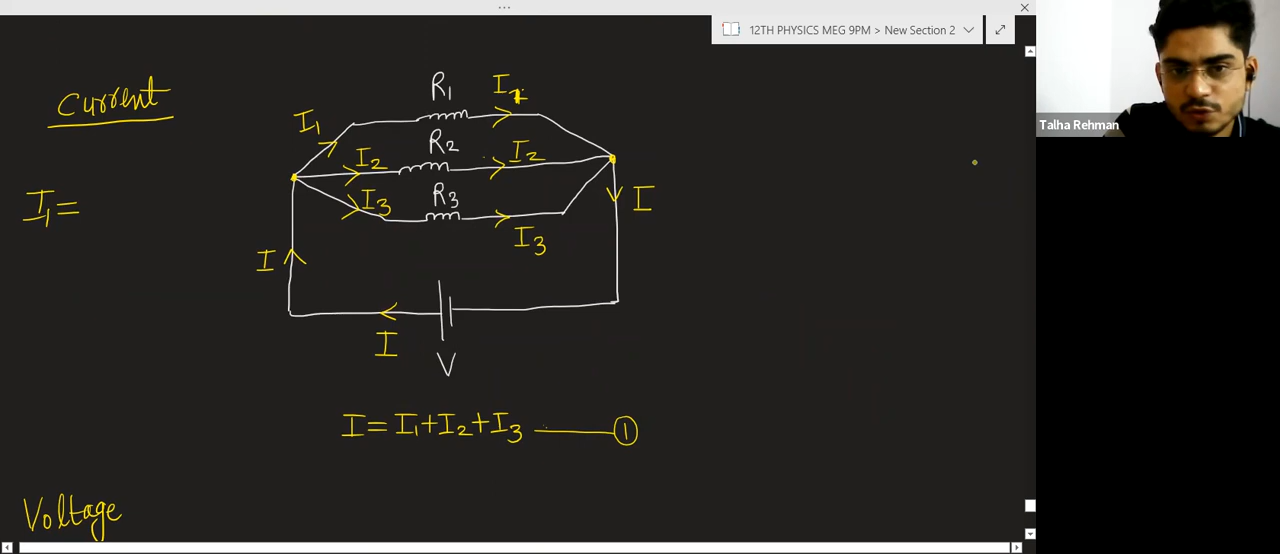 12TH PHYSICS MEG 9PM > New Section 2
Talha Rehman
Current
R1
I1
I1
R2
I2
I2
R3
I3
I3
I1=
I
I
I
V
I=I1+I2+I3 ——— ①
Voltage